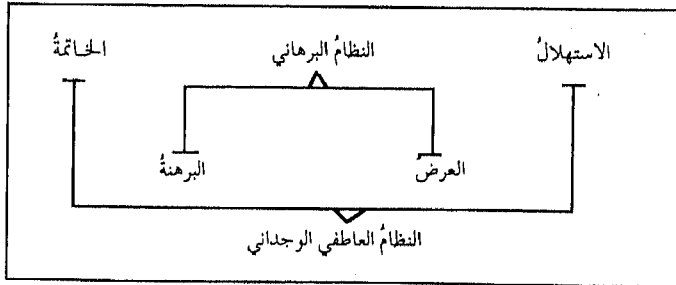 الاستهلالُ
النظامُ البرهاني
الخاتمةُ
العرضُ
البرهنةُ
النظامُ العاطفي الوجداني